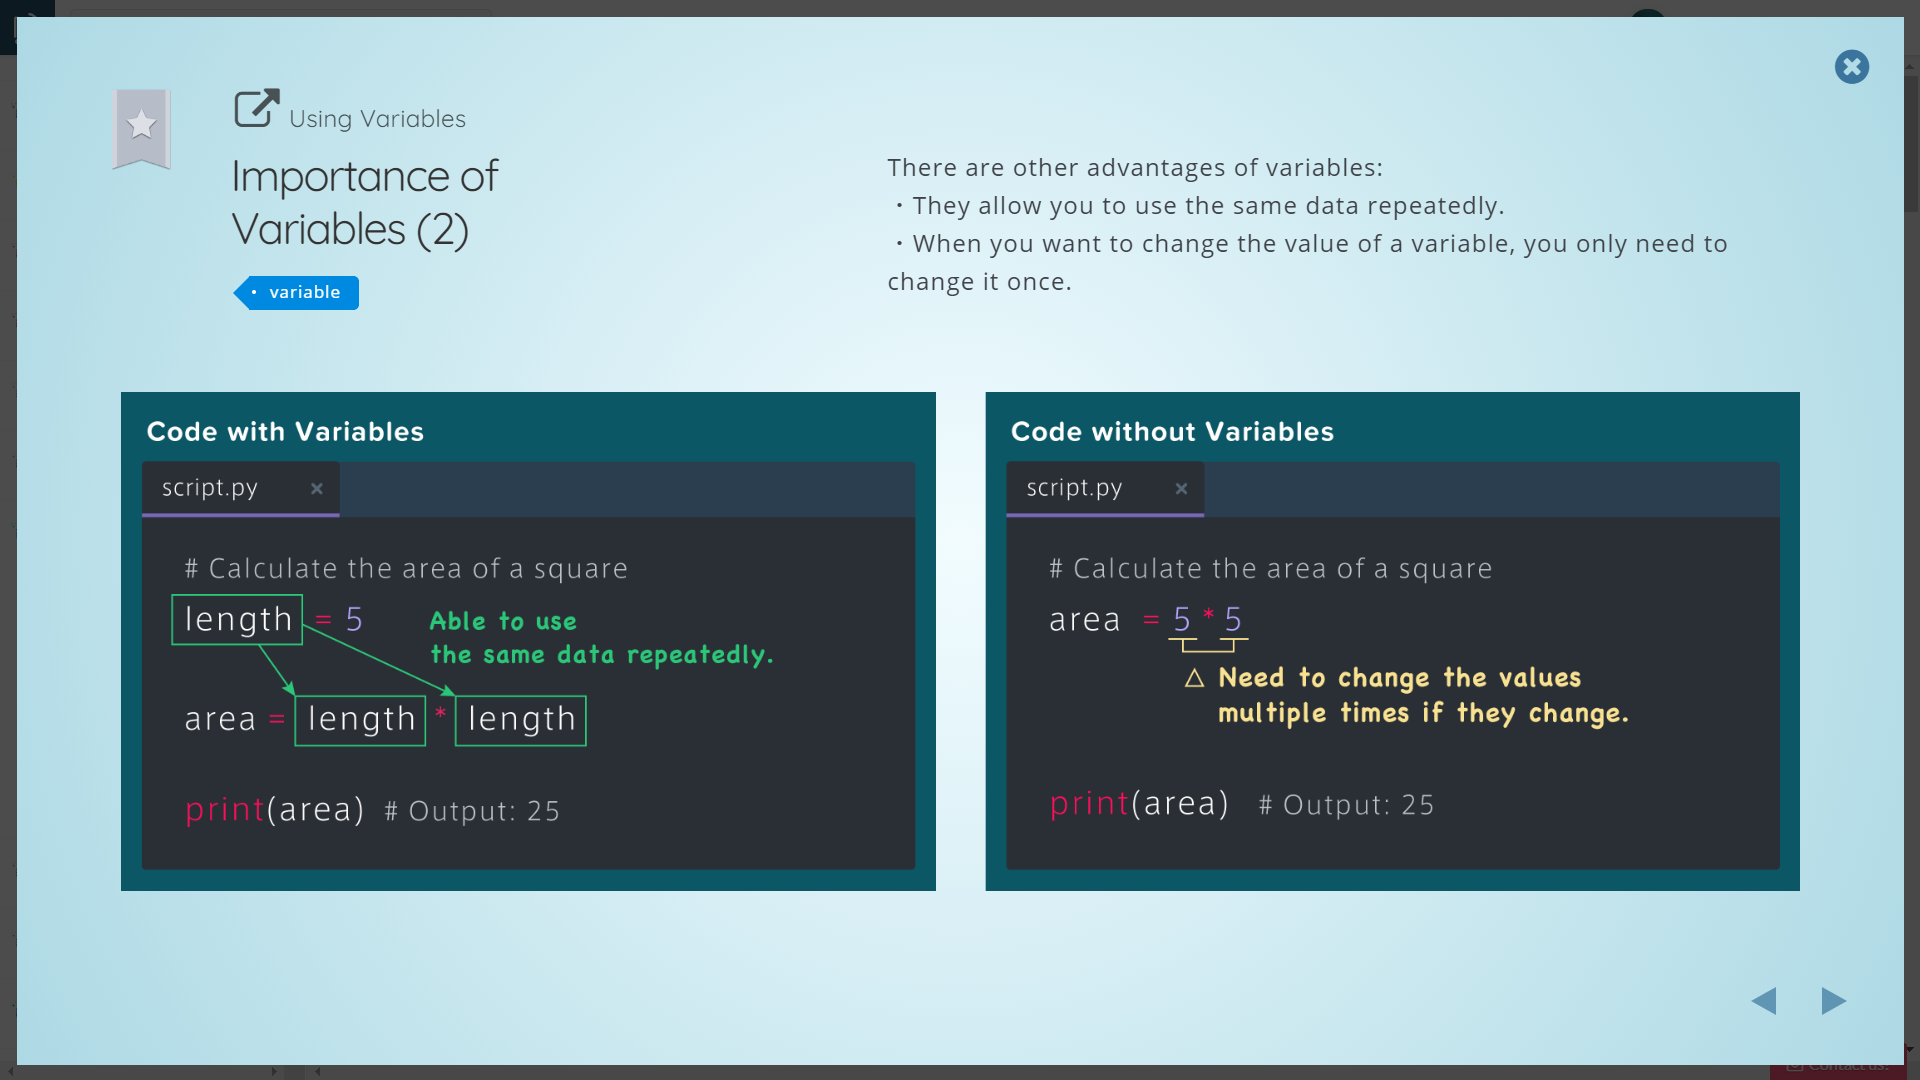 Using Variables
Importance of
Variables (2)
• variable
There are other advantages of variables:
・They allow you to use the same data repeatedly.
・When you want to change the value of a variable, you only need to
change it once.
Code with Variables
script.py ×
# Calculate the area of a square
length = 5
Able to use
the same data repeatedly.
area = length * length
print(area) # Output: 25
Code without Variables
script.py ×
# Calculate the area of a square
area = 5 * 5
△ Need to change the values
multiple times if they change.
print(area) # Output: 25
Contact us!